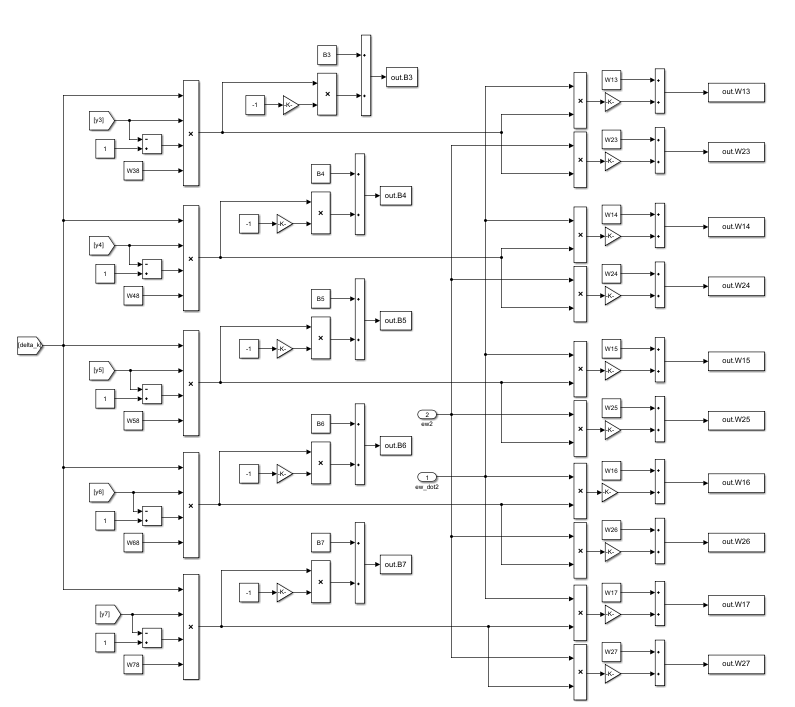 B3
out.B3
-1
-K-
×
[y3]
1
W38
×
W13
-K-
out.W13
×
W23
-K-
out.W23
×
B4
out.B4
-1
-K-
×
[y4]
1
W48
×
W14
-K-
out.W14
×
W24
-K-
out.W24
×
B5
out.B5
-1
-K-
×
[delta_k]
[y5]
1
W58
×
W15
-K-
out.W15
×
2
ew2
W25
-K-
out.W25
×
B6
out.B6
-1
-K-
×
[y6]
1
W68
×
1
ew_dot2
W16
-K-
out.W16
×
W26
-K-
out.W26
×
B7
out.B7
-1
-K-
×
[y7]
1
W78
×
W17
-K-
out.W17
×
W27
-K-
out.W27
×